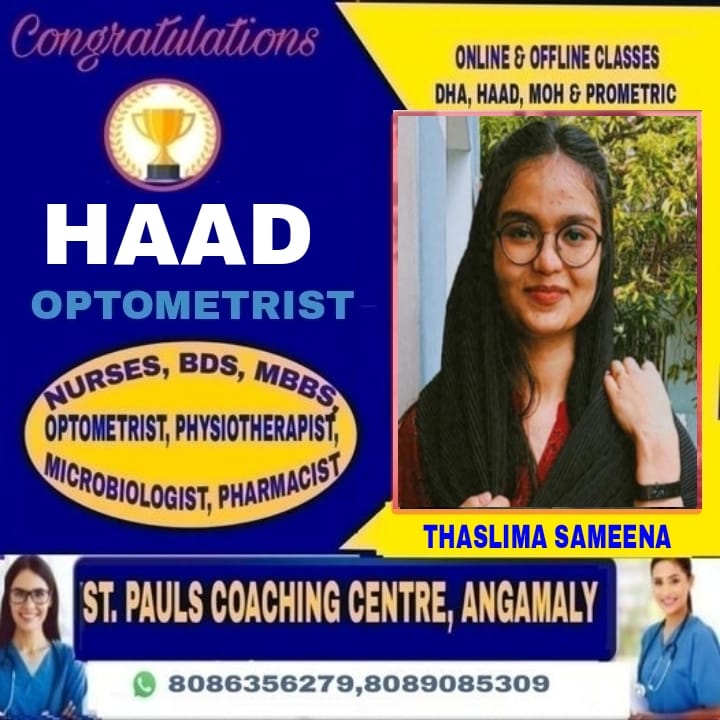 Congratulations
ONLINE & OFFLINE CLASSES
DHA, HAAD, MOH & PROMETRIC
HAAD
OPTOMETRIST
NURSES, BDS, MBBS,
OPTOMETRIST, PHYSIOTHERAPIST,
MICROBIOLOGIST, PHARMACIST
THASLIMA SAMEENA
ST. PAULS COACHING CENTRE, ANGAMALY
8086356279,8089085309